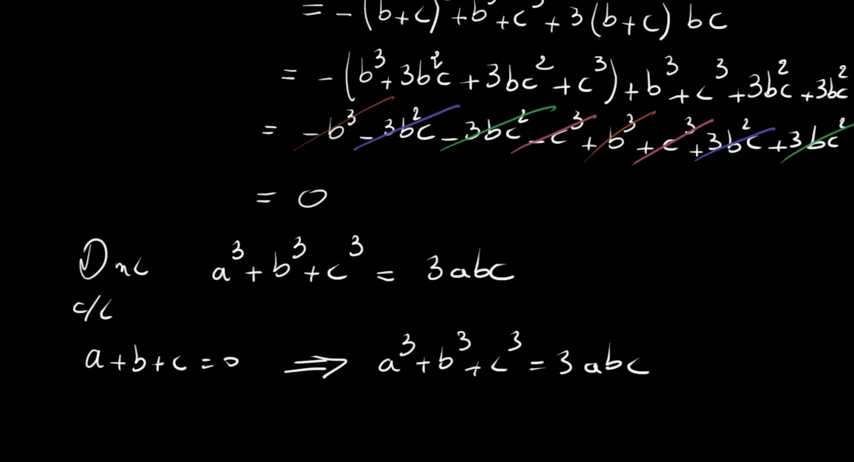 = -(b+c)³+b³+c³+3(b+c)bc
= -(b³+3b²c+3bc²+c³)+b³+c³+3b²c+3bc²
= -b³-3b²c-3bc²-c³+b³+c³+3b²c+3bc²
= 0
Dnc a³+b³+c³ = 3abc
c/c
a+b+c=0 ⟹ a³+b³+c³=3abc